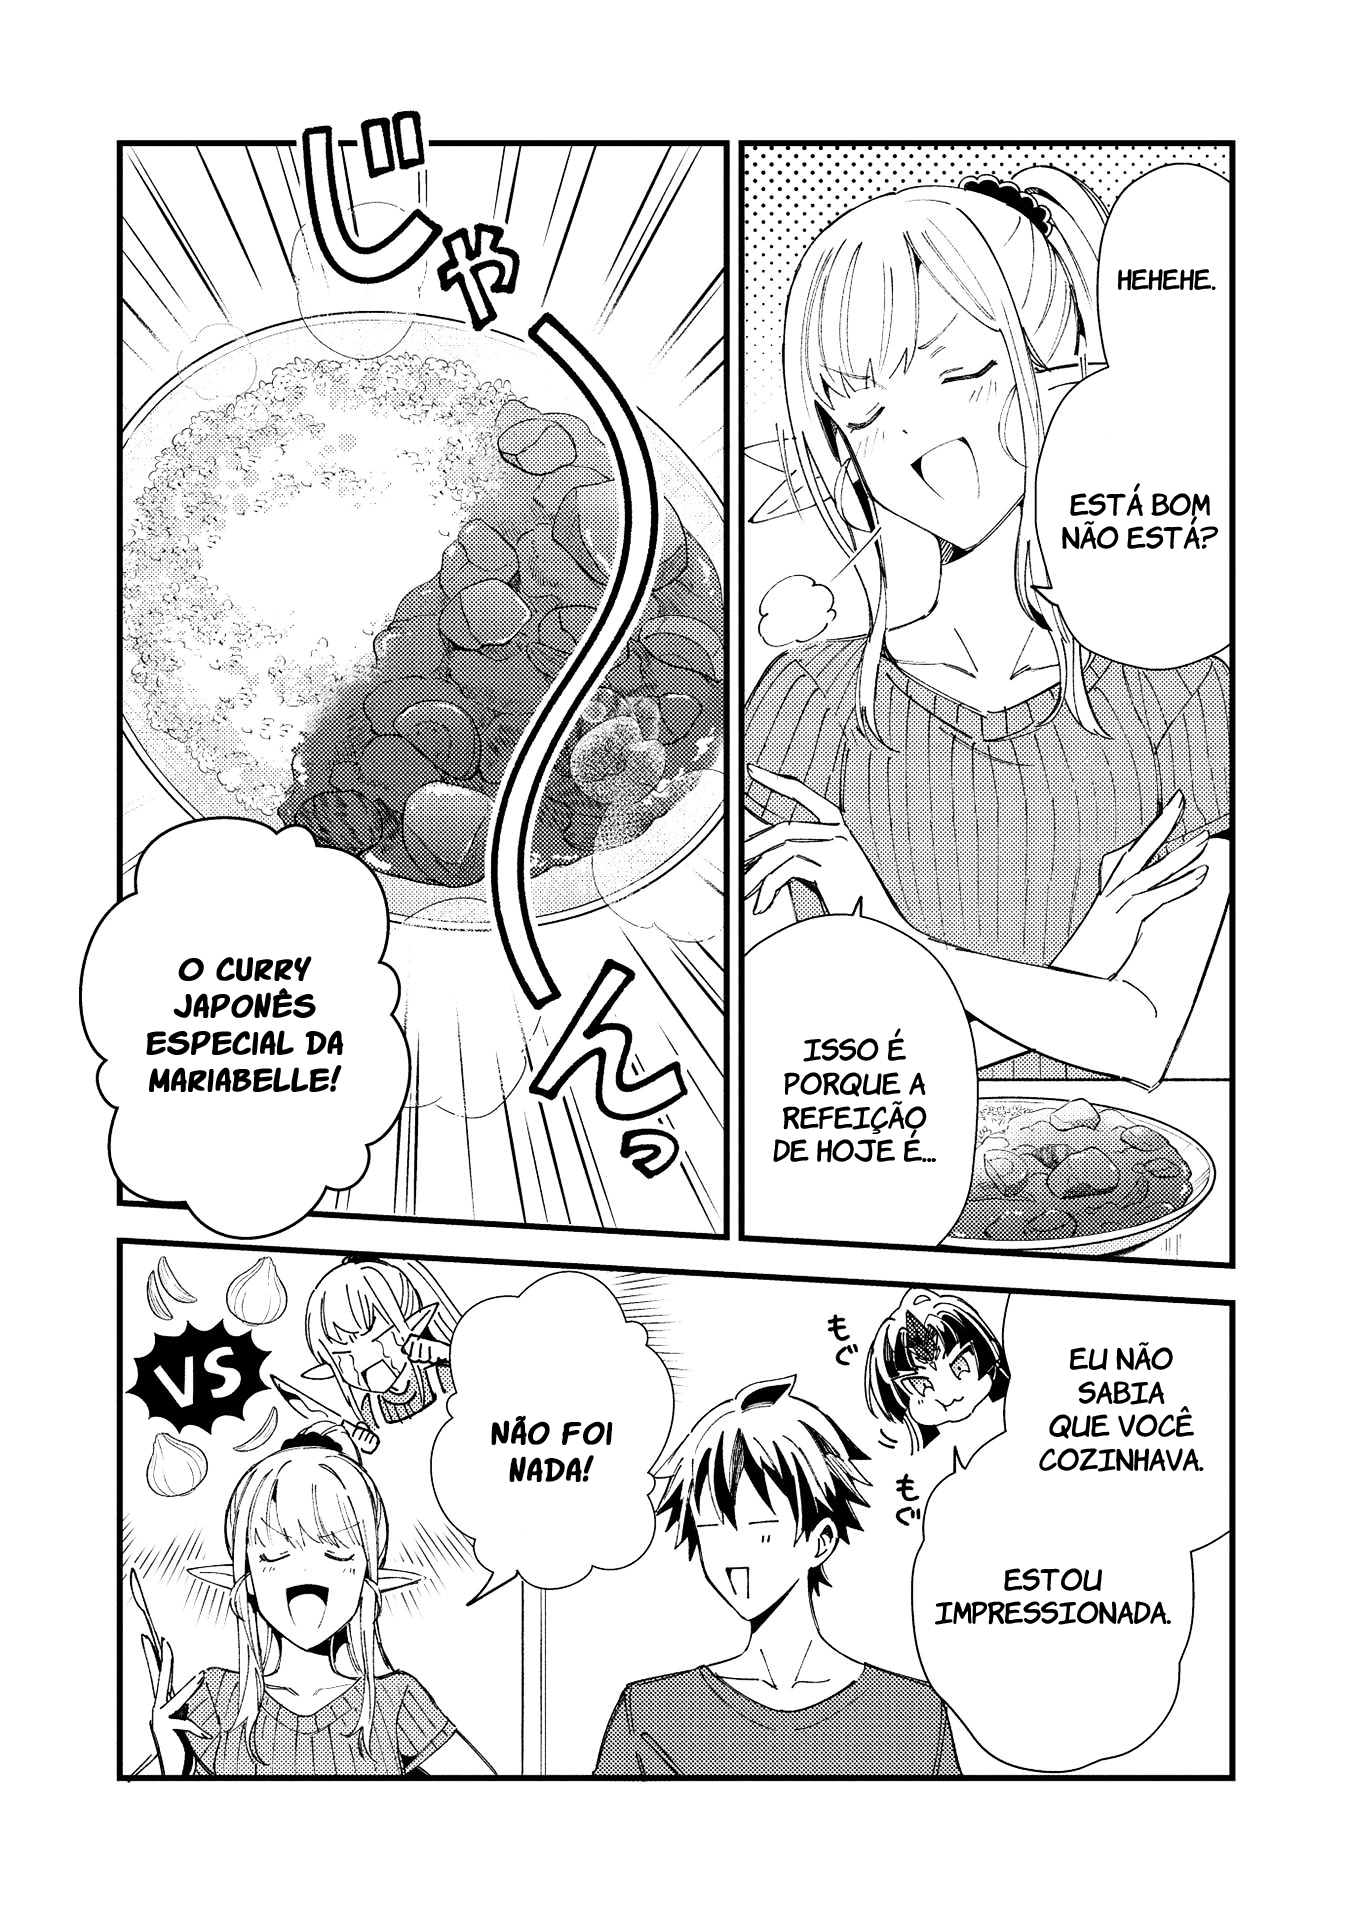 HEHEHE.
ESTÁ BOM
NÃO ESTÁ?
ISSO É
PORQUE A
REFEIÇÃO
DE HOJE É...
じゃ
ーんっ
O CURRY
JAPONÊS
ESPECIAL DA
MARIABELLE!
EU NÃO
SABIA
QUE VOCÊ
COZINHAVA.
ESTOU
IMPRESSIONADA.
もぐ
もぐ
NÃO FOI
NADA!
VS